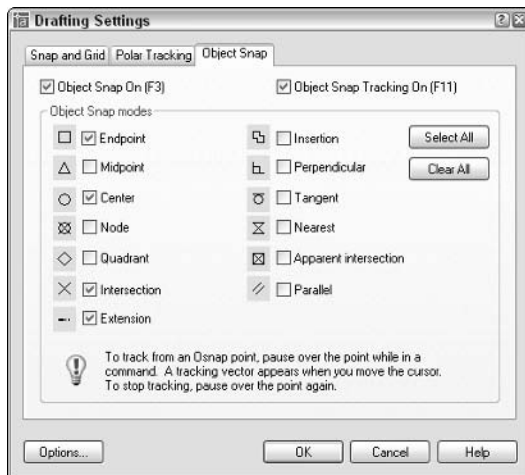 Drafting Settings
Snap and Grid Polar Tracking Object Snap
Object Snap On (F3) Object Snap Tracking On (F11)
Object Snap modes
Endpoint Insertion Select All
Midpoint Perpendicular Clear All
Center Tangent
Node Nearest
Quadrant Apparent intersection
Intersection Parallel
Extension
To track from an Osnap point, pause over the point while in a
command. A tracking vector appears when you move the cursor.
To stop tracking, pause over the point again.
Options... OK Cancel Help